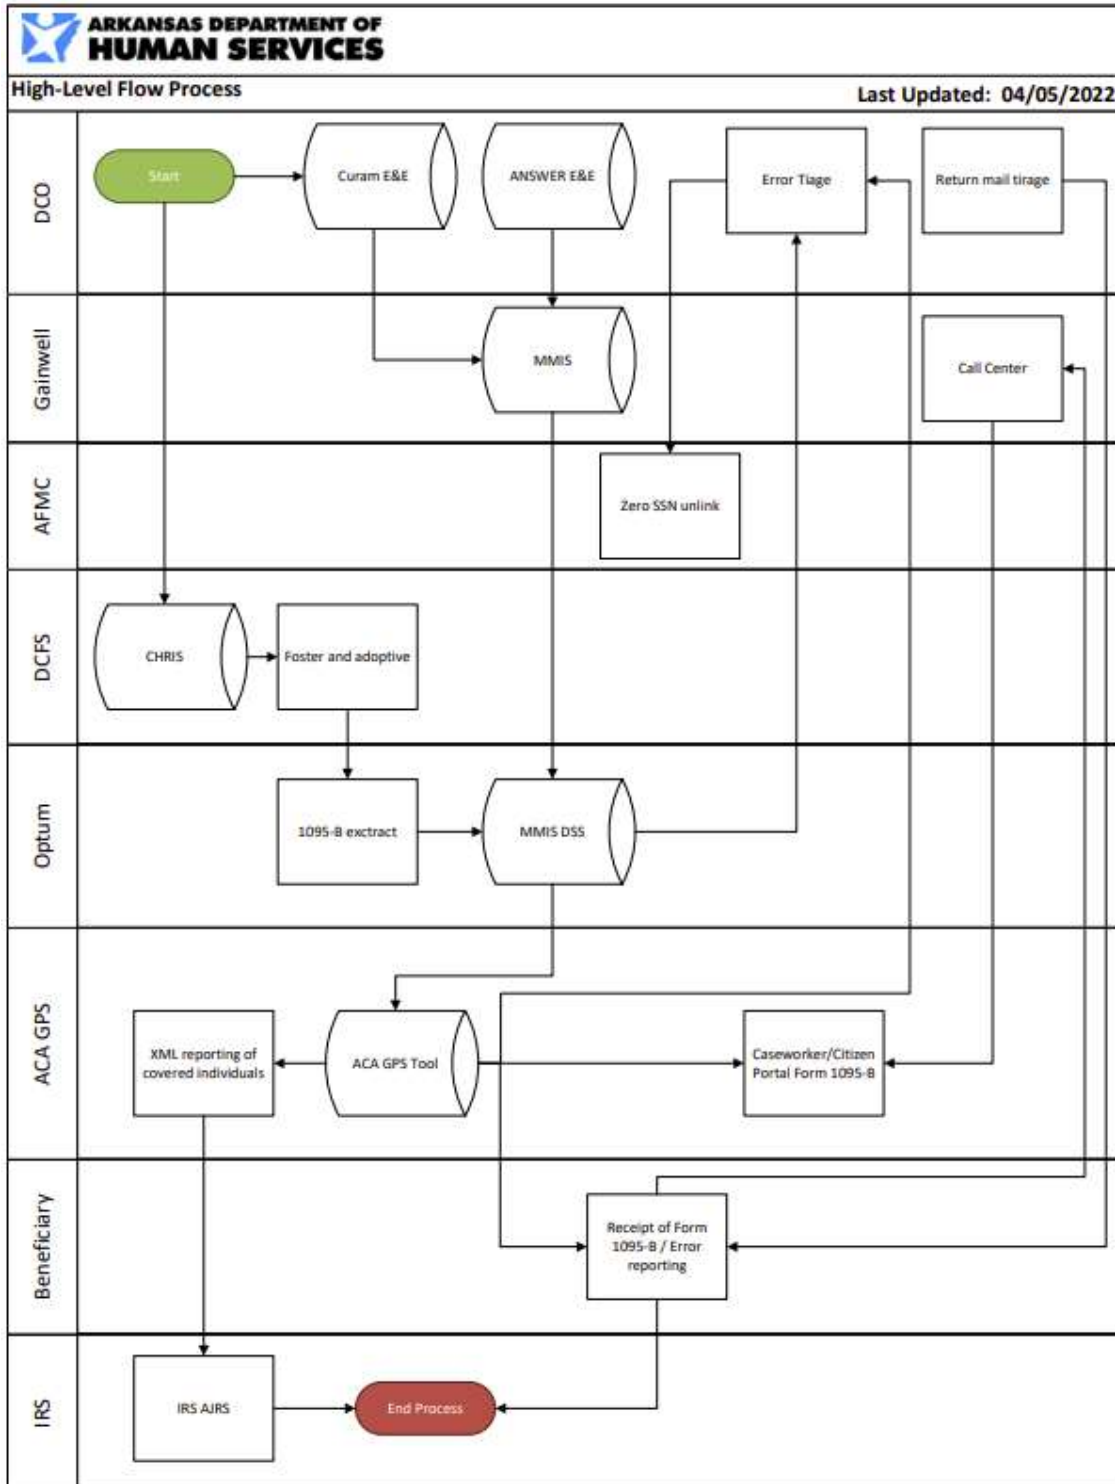 ARKANSAS DEPARTMENT OF
HUMAN SERVICES
High-Level Flow Process
Last Updated: 04/05/2022
DCO
Start
Curam E&E
ANSWER E&E
Error Tiage
Return mail tirage
Gainwell
MMIS
Call Center
AFMC
Zero SSN unlink
DCFS
CHRIS
Foster and adoptive
Optum
1095-B exctract
MMIS DSS
ACA GPS
XML reporting of
covered individuals
ACA GPS Tool
Caseworker/Citizen
Portal Form 1095-B
Beneficiary
Receipt of Form
1095-B / Error
reporting
IRS
IRS AJRS
End Process